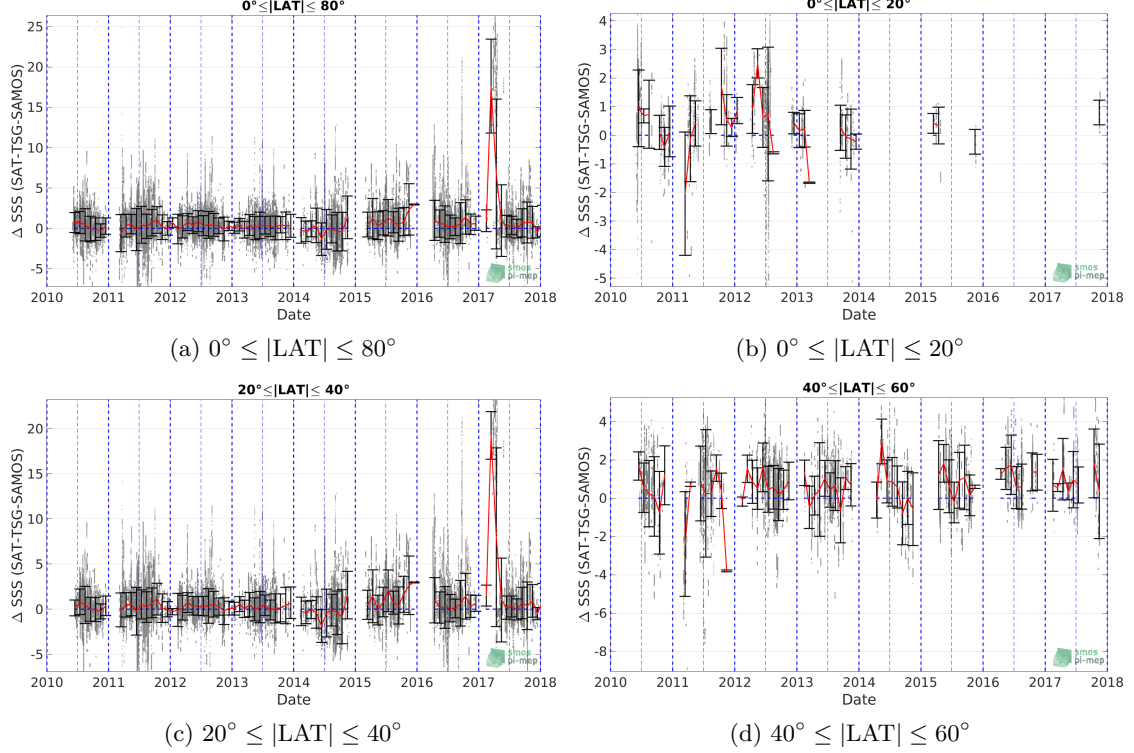 0°≤|LAT|≤ 80°
Δ SSS (SAT-TSG-SAMOS)
25
20
15
10
5
0
-5
2010 2011 2012 2013 2014 2015 2016 2017 2018
Date
smos
pi-mep
(a) 0° ≤ |LAT| ≤ 80°
0°≤|LAT|≤ 20°
Δ SSS (SAT-TSG-SAMOS)
4
3
2
1
0
-1
-2
-3
-4
-5
2010 2011 2012 2013 2014 2015 2016 2017 2018
Date
smos
pi-mep
(b) 0° ≤ |LAT| ≤ 20°
20°≤|LAT|≤ 40°
Δ SSS (SAT-TSG-SAMOS)
20
15
10
5
0
-5
2010 2011 2012 2013 2014 2015 2016 2017 2018
Date
smos
pi-mep
(c) 20° ≤ |LAT| ≤ 40°
40°≤|LAT|≤ 60°
Δ SSS (SAT-TSG-SAMOS)
4
2
0
-2
-4
-6
-8
2010 2011 2012 2013 2014 2015 2016 2017 2018
Date
smos
pi-mep
(d) 40° ≤ |LAT| ≤ 60°